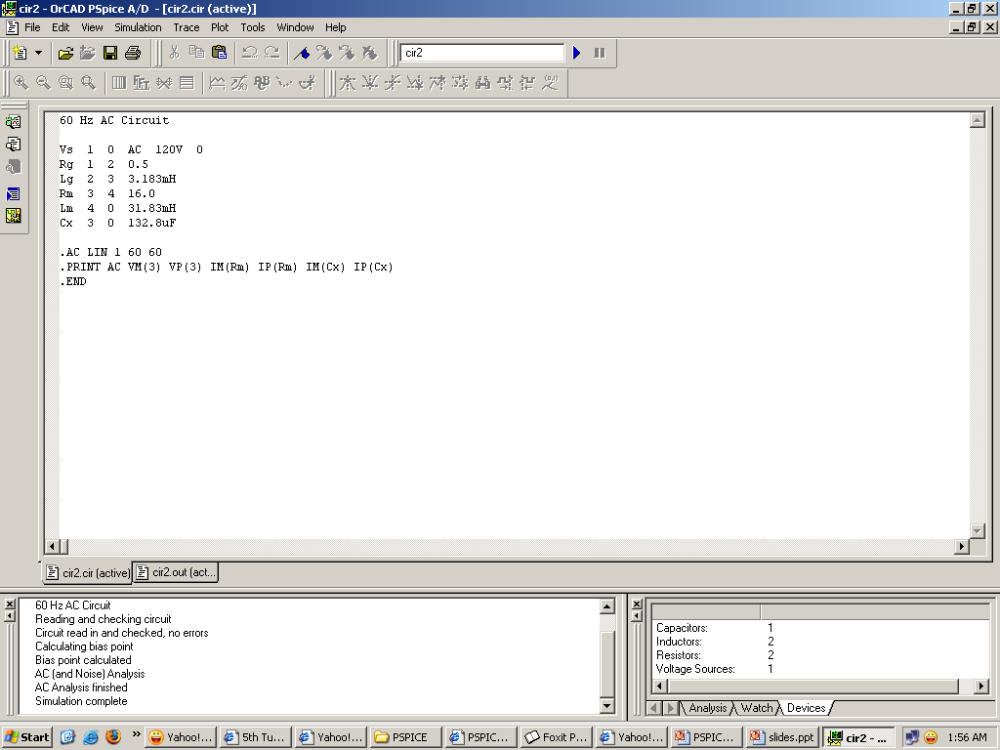 cir2 - OrCAD PSpice A/D - [cir2.cir (active)]
File Edit View Simulation Trace Plot Tools Window Help
cir2
60 Hz AC Circuit
Vs 1 0 AC 120V 0
Rg 1 2 0.5
Lg 2 3 3.183mH
Rm 3 4 16.0
Lm 4 0 31.83mH
Cx 3 0 132.8uF
.AC LIN 1 60 60
.PRINT AC VM(3) VP(3) IM(Rm) IP(Rm) IM(Cx) IP(Cx)
.END
cir2.cir (active) cir2.out (act...
60 Hz AC Circuit
Reading and checking circuit
Circuit read in and checked, no errors
Calculating bias point
Bias point calculated
AC (and Noise) Analysis
AC Analysis finished
Simulation complete
Capacitors: 1
Inductors: 2
Resistors: 2
Voltage Sources: 1
Analysis Watch Devices
Start » Yahoo!... 5th Tu... Yahoo!... PSPICE PSPIC... Foxit P... Yahoo!... PSPIC... slides.ppt cir2 - ... 1:56 AM